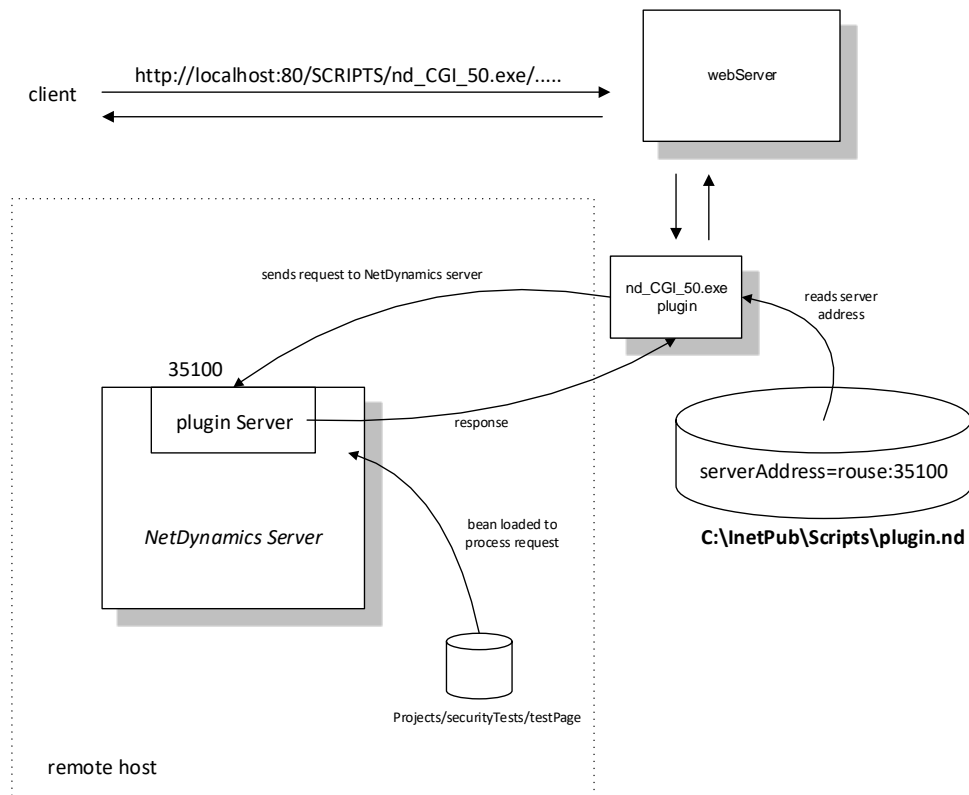 http://localhost:80/SCRIPTS/nd_CGI_50.exe/.....
client
webServer
sends request to NetDynamics server
nd_CGI_50.exe
plugin
reads server
address
35100
plugin Server
response
serverAddress=rouse:35100
NetDynamics Server
bean loaded to
process request
C:\InetPub\Scripts\plugin.nd
Projects/securityTests/testPage
remote host